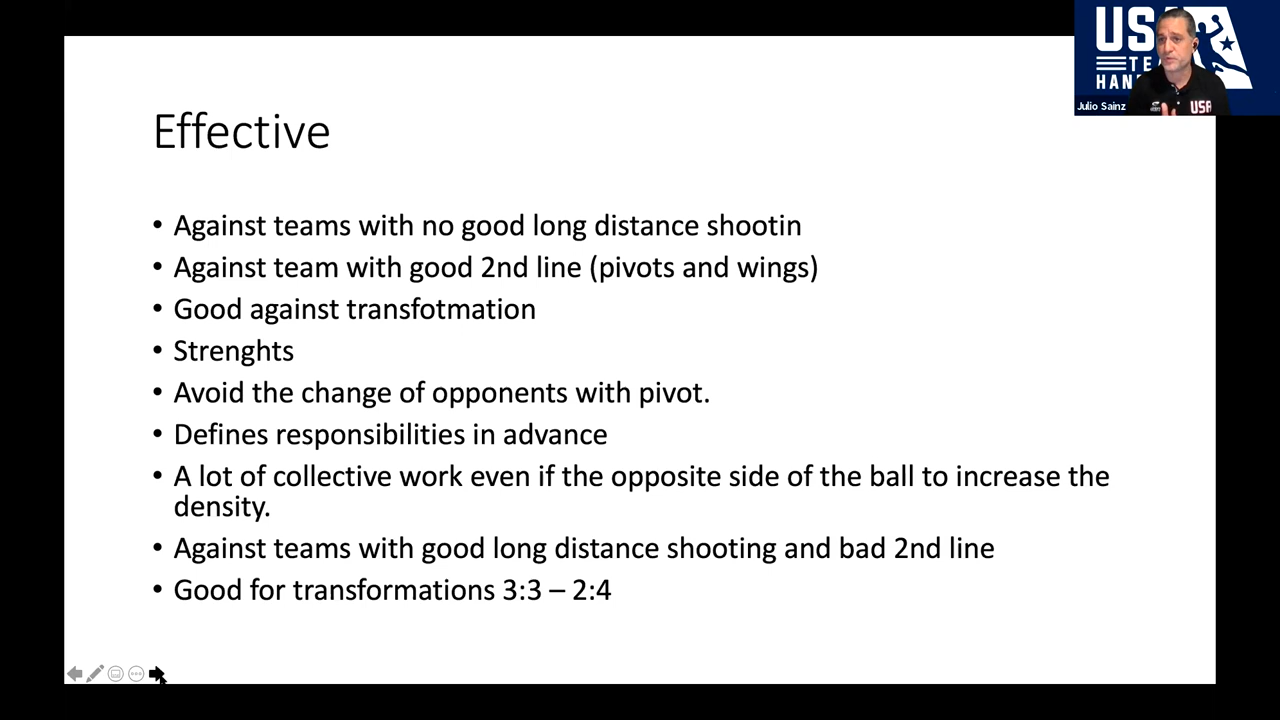 USA
TE
HAN
Julio Sainz
USA
Effective
• Against teams with no good long distance shootin
• Against team with good 2nd line (pivots and wings)
• Good against transfotmation
• Strenghts
• Avoid the change of opponents with pivot.
• Defines responsibilities in advance
• A lot of collective work even if the opposite side of the ball to increase the
density.
• Against teams with good long distance shooting and bad 2nd line
• Good for transformations 3:3 – 2:4